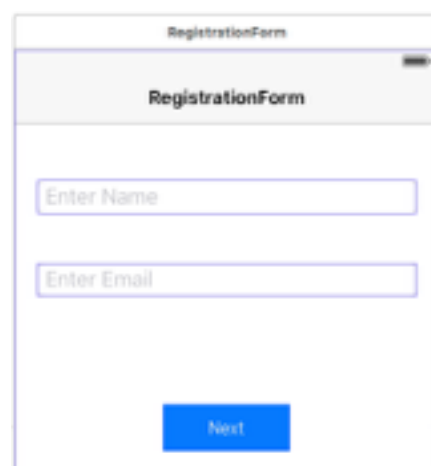 RegistrationForm
RegistrationForm
Enter Name
Enter Email
Next